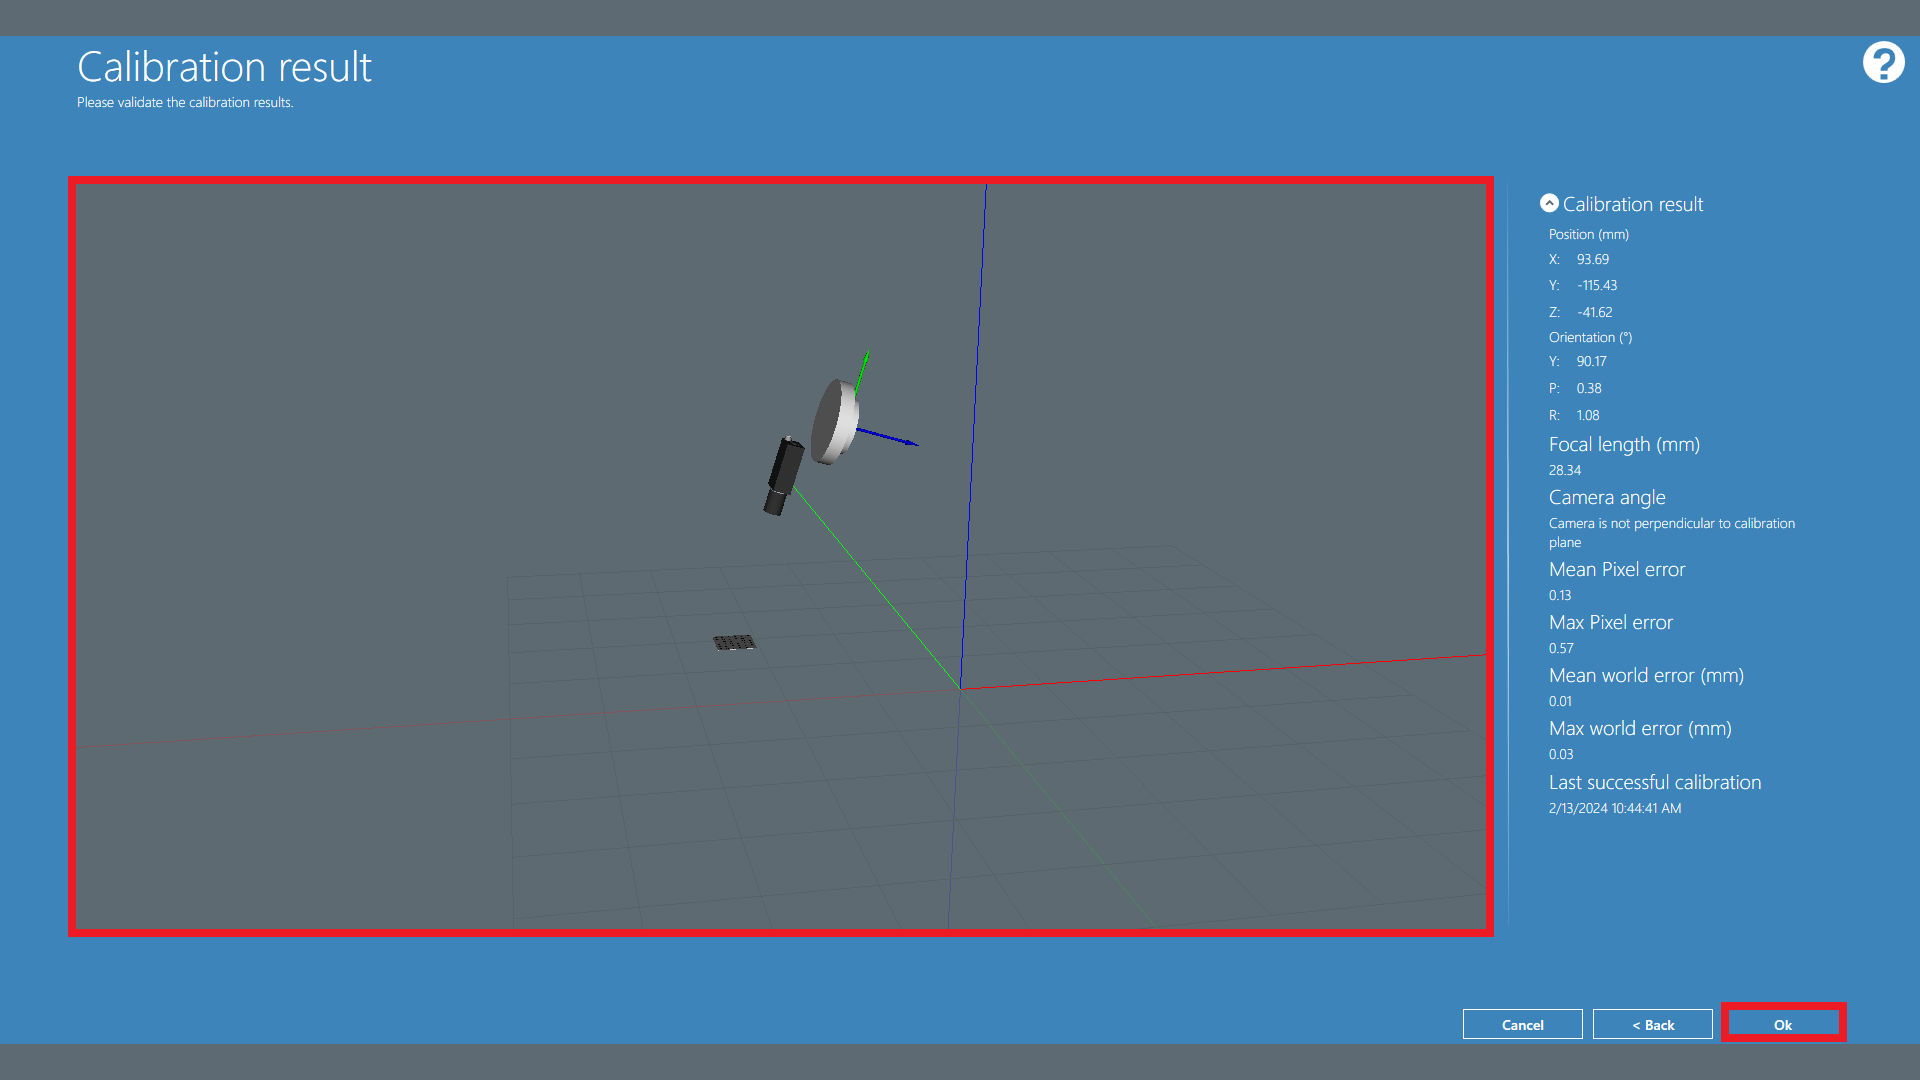 Calibration result
Please validate the calibration results.
?
Calibration result
Position (mm)
X: 93.69
Y: -115.43
Z: -41.62
Orientation (°)
Y: 90.17
P: 0.38
R: 1.08
Focal length (mm)
28.34
Camera angle
Camera is not perpendicular to calibration
plane
Mean Pixel error
0.13
Max Pixel error
0.57
Mean world error (mm)
0.01
Max world error (mm)
0.03
Last successful calibration
2/13/2024 10:44:41 AM
Cancel
< Back
Ok